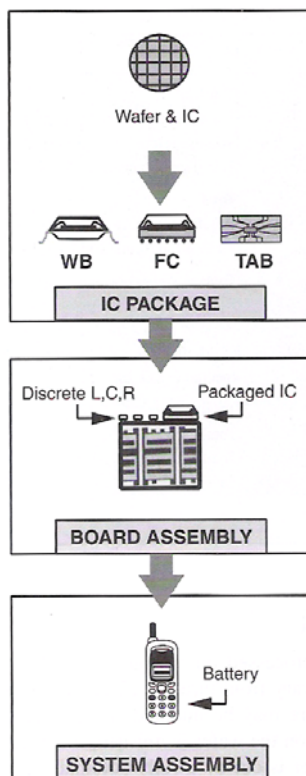 Wafer & IC
WB FC TAB
IC PACKAGE
Discrete L,C,R Packaged IC
BOARD ASSEMBLY
Battery
SYSTEM ASSEMBLY